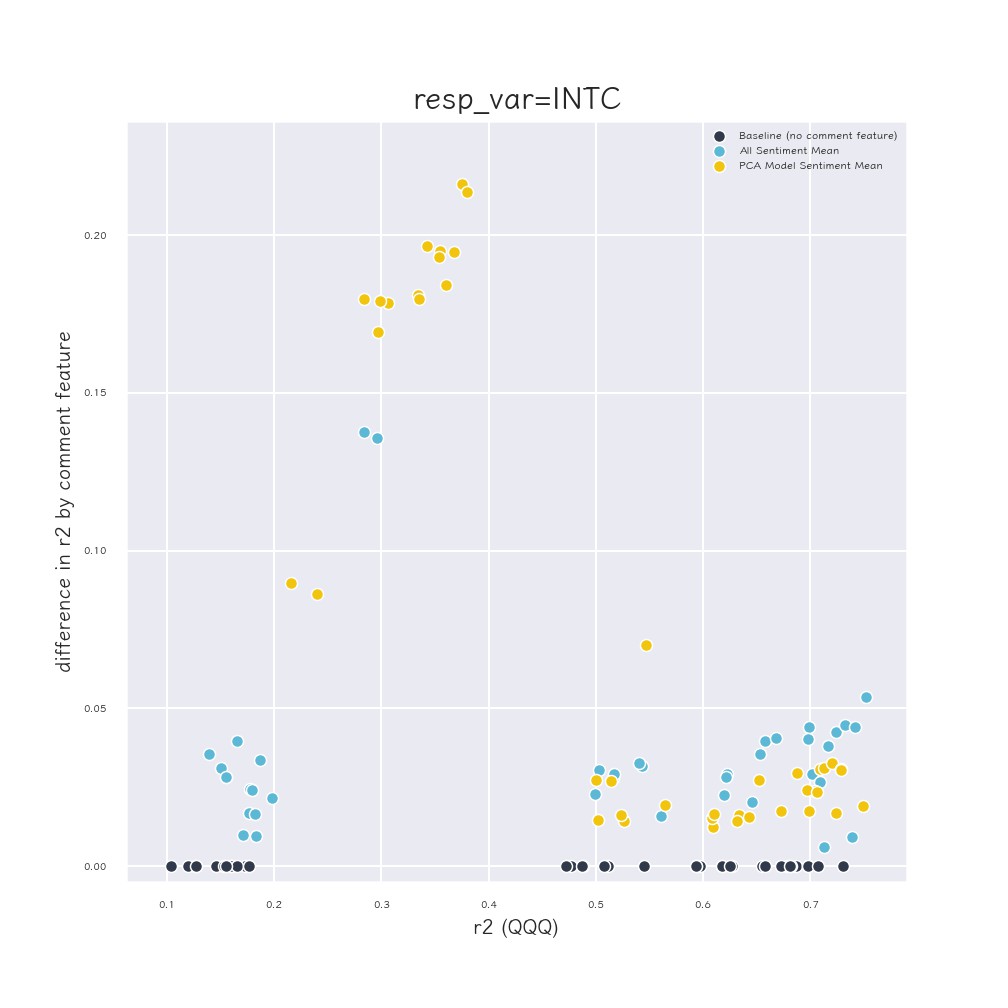 resp_var=INTC
Baseline (no comment feature)
All Sentiment Mean
PCA Model Sentiment Mean
difference in r2 by comment feature
0.20
0.15
0.10
0.05
0.00
0.1 0.2 0.3 0.4 0.5 0.6 0.7
r2 (QQQ)